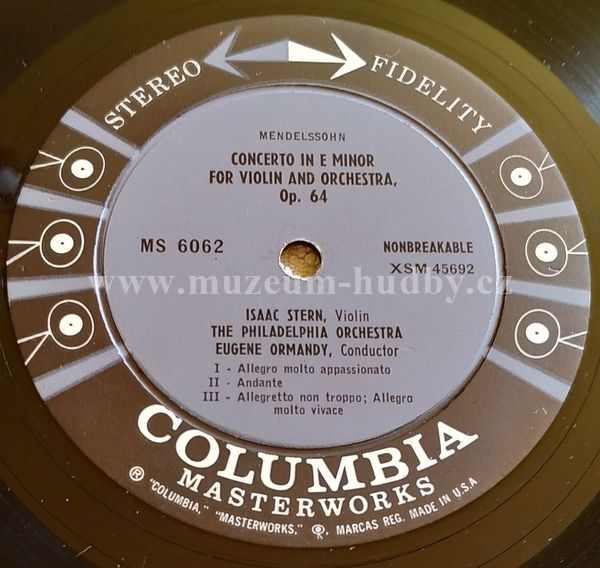 STEREO FIDELITY
MENDELSSOHN
CONCERTO IN E MINOR
FOR VIOLIN AND ORCHESTRA,
Op. 64
MS 6062
NONBREAKABLE
XSM 45692
www.muzeum-hudby.cz
ISAAC STERN, Violin
THE PHILADELPHIA ORCHESTRA
EUGENE ORMANDY, Conductor
I - Allegro molto appassionato
II - Andante
III - Allegretto non troppo; Allegro
molto vivace
COLUMBIA
MASTERWORKS
® "COLUMBIA," "MASTERWORKS." ®, MARCAS REG. MADE IN U.S.A